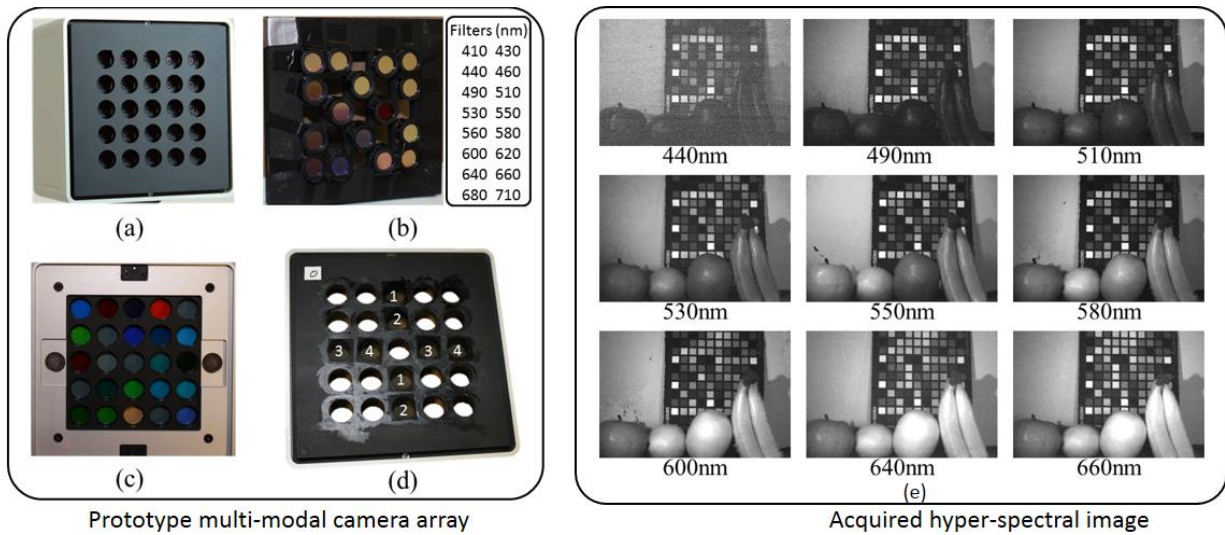 Filters (nm)
410 430
440 460
490 510
530 550
560 580
600 620
640 660
680 710
(a)
(b)
1
2
3 4 3 4
1
2
(c)
(d)
Prototype multi-modal camera array
440nm
490nm
510nm
530nm
550nm
580nm
600nm
640nm
660nm
(e)
Acquired hyper-spectral image